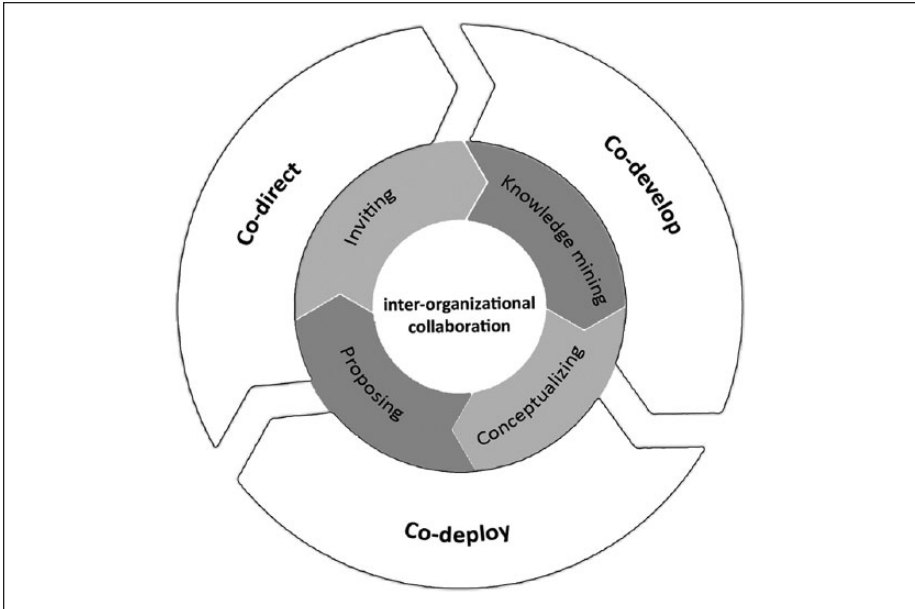 Co-direct
Co-develop
Inviting
Knowledge mining
inter-organizational
collaboration
Proposing
Conceptualizing
Co-deploy